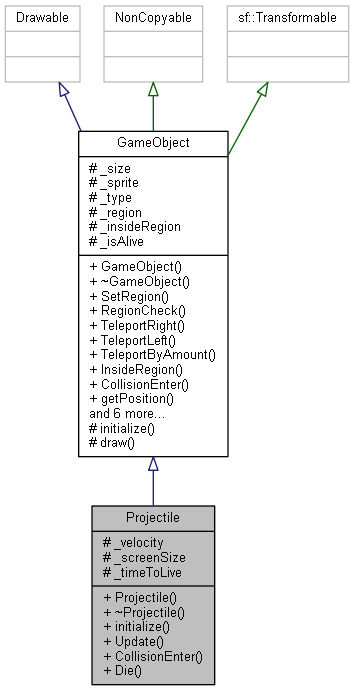 Drawable
NonCopyable
sf::Transformable
GameObject
# _size
# _sprite
# _type
# _region
# _insideRegion
# _isAlive
+ GameObject()
+ ~GameObject()
+ SetRegion()
+ RegionCheck()
+ TeleportRight()
+ TeleportLeft()
+ TeleportByAmount()
+ InsideRegion()
+ CollisionEnter()
+ getPosition()
and 6 more...
# initialize()
# draw()
Projectile
# _velocity
# _screenSize
# _timeToLive
+ Projectile()
+ ~Projectile()
+ initialize()
+ Update()
+ CollisionEnter()
+ Die()